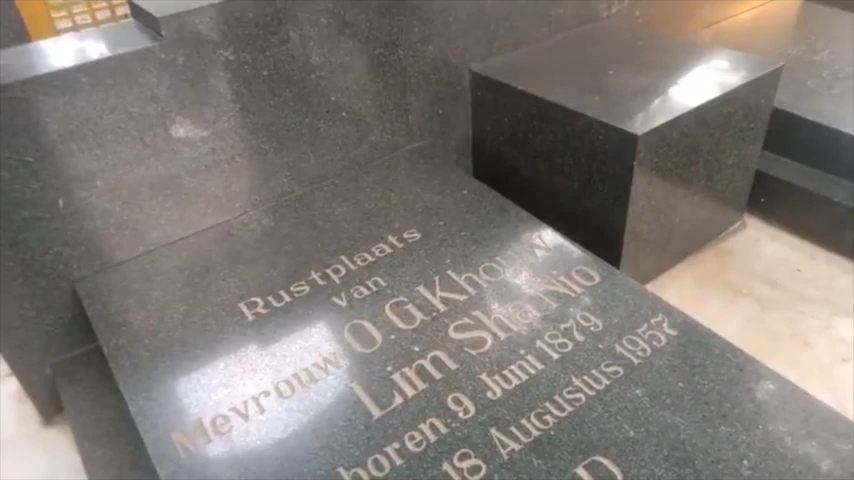 Rustplaats
van
Mevrouw O.G.Khouw
Lim Sha Nio
boren. 9 Juni 1879
18 Augustus 1957
D